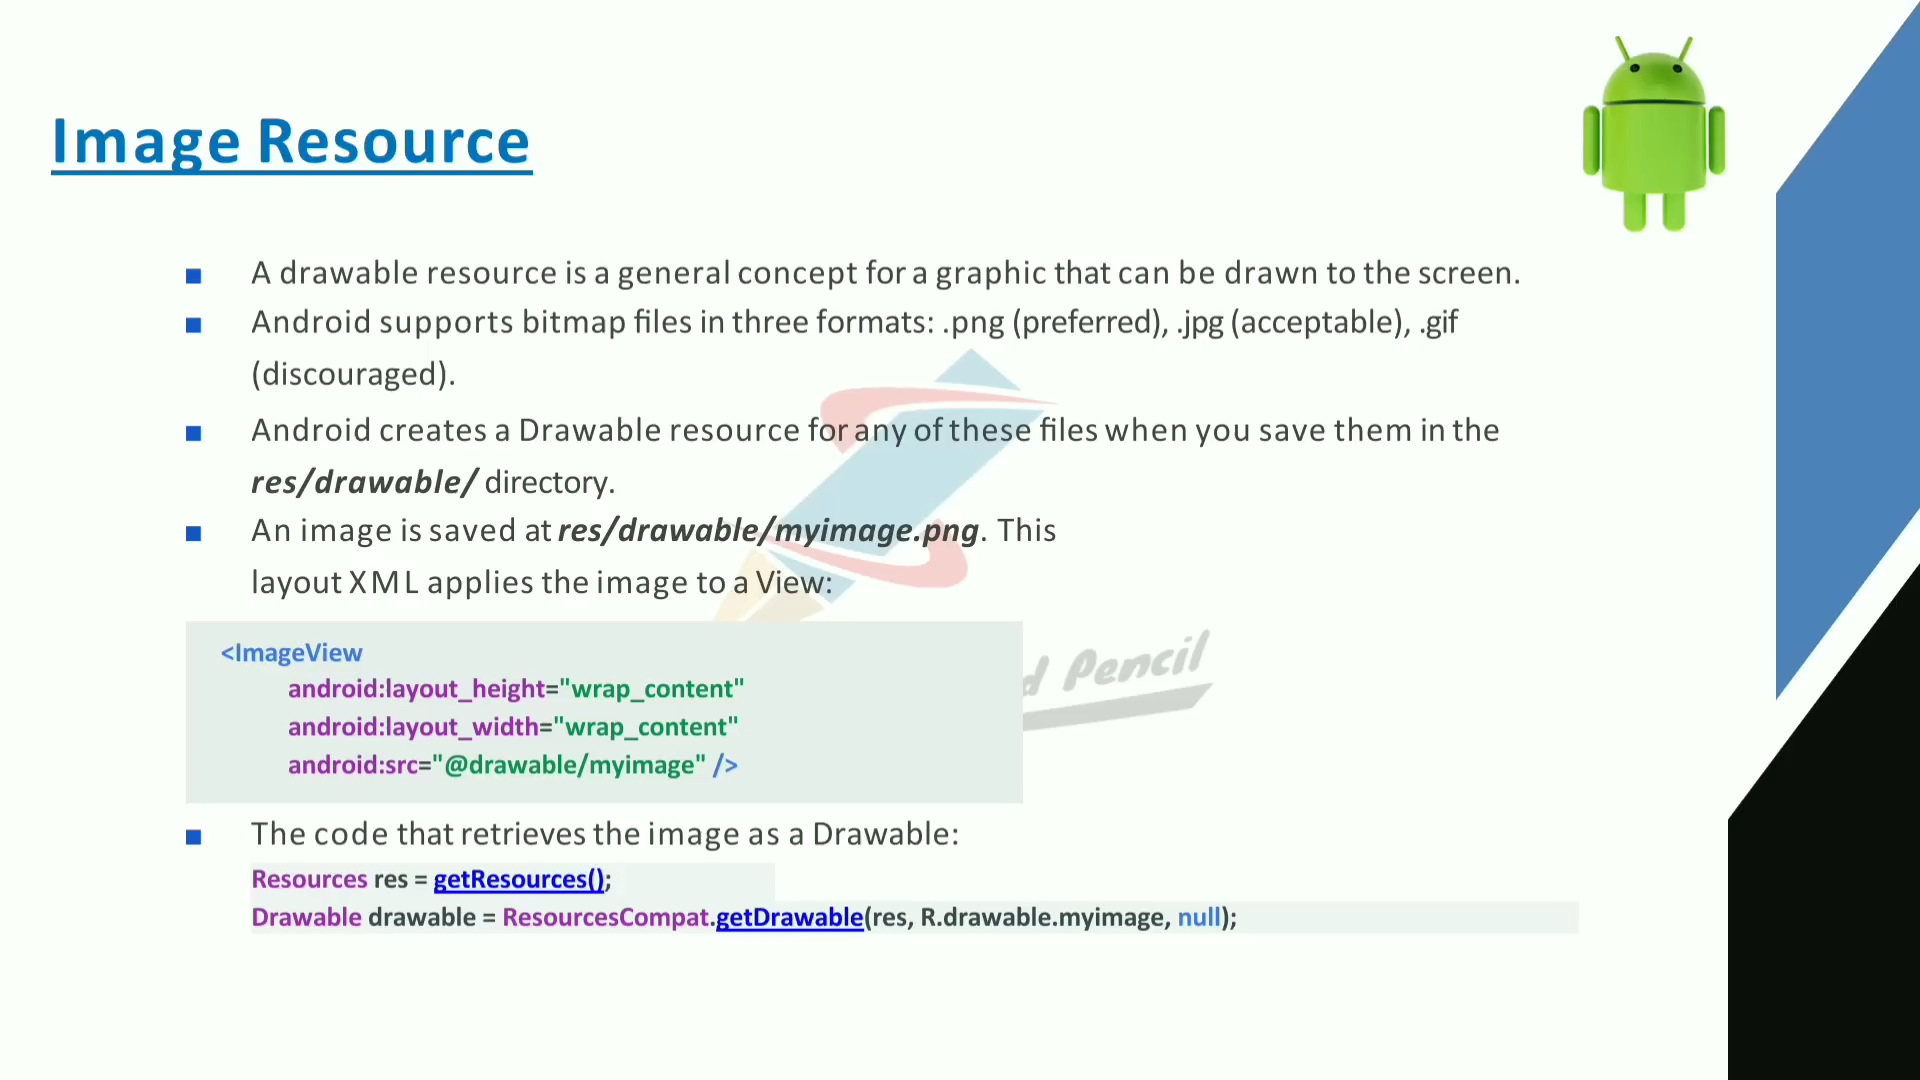 Image Resource
A drawable resource is a general concept for a graphic that can be drawn to the screen.
Android supports bitmap files in three formats: .png (preferred), .jpg (acceptable), .gif
(discouraged).
Android creates a Drawable resource for any of these files when you save them in the
res/drawable/ directory.
An image is saved at res/drawable/myimage.png. This
layout XML applies the image to a View:
<ImageView
android:layout_height="wrap_content"
android:layout_width="wrap_content"
android:src="@drawable/myimage" />
d Pencil
The code that retrieves the image as a Drawable:
Resources res = getResources();
Drawable drawable = ResourcesCompat.getDrawable(res, R.drawable.myimage, null);